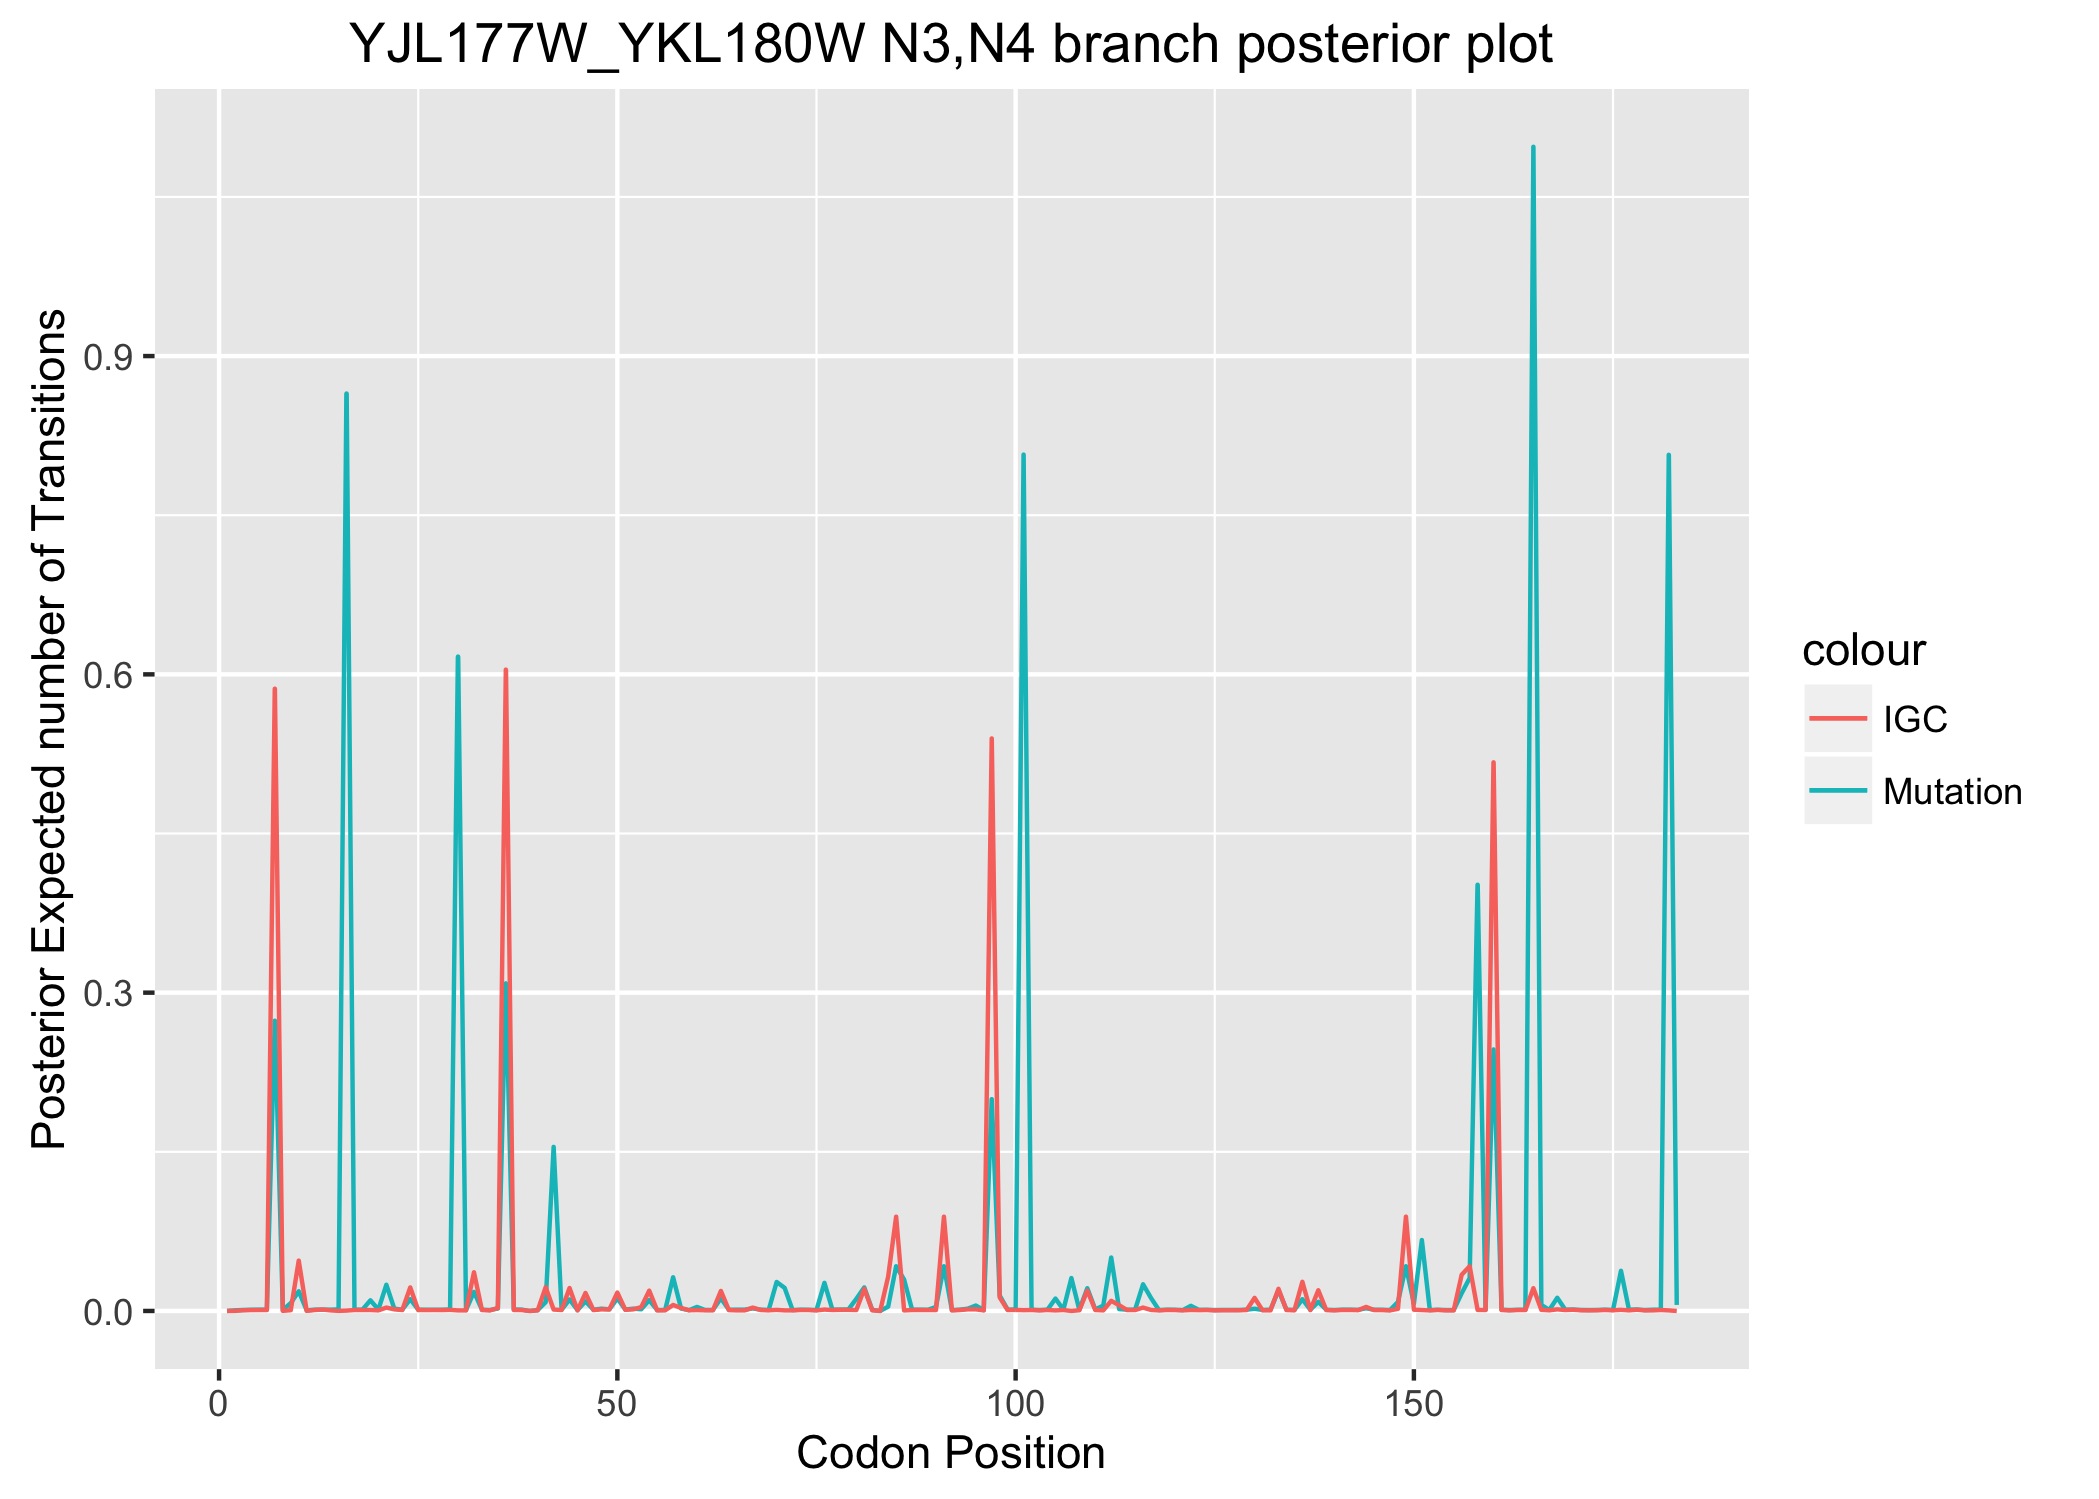 YJL177W_YKL180W N3,N4 branch posterior plot
Posterior Expected number of Transitions
0.9
0.6
0.3
0.0
0
50
100
150
Codon Position
colour
IGC
Mutation